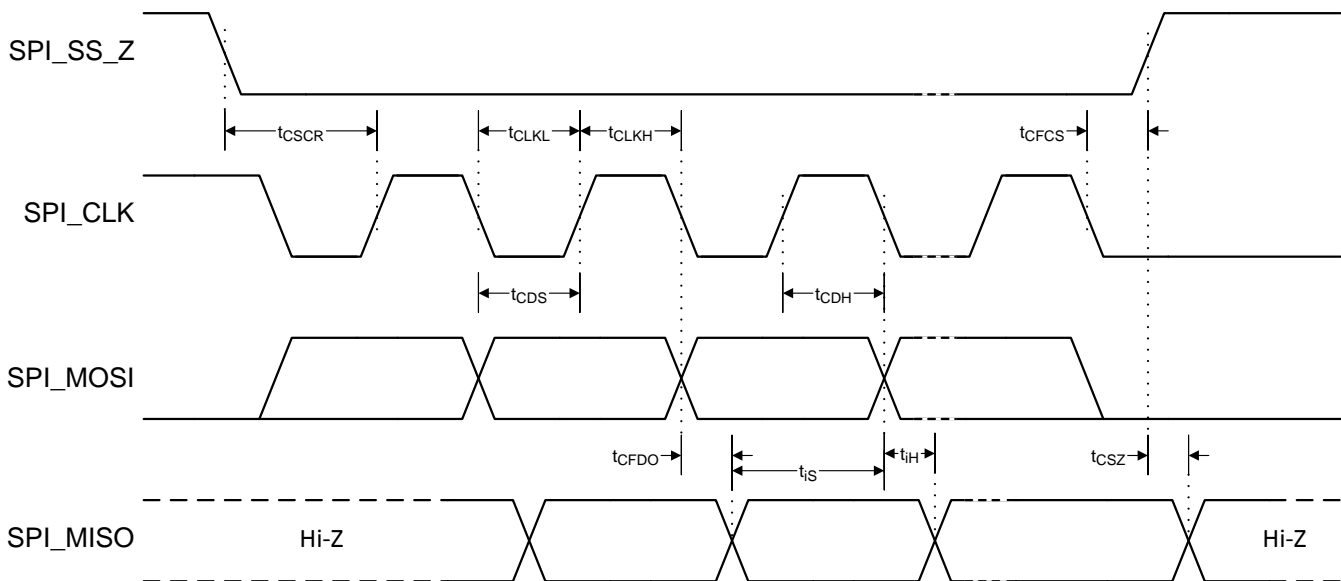 SPI_SS_Z
tCSCR
tCLKL
tCLKH
tCFCS
SPI_CLK
tCDS
tCDH
SPI_MOSI
tCFDO
tiS
tiH
tCSZ
SPI_MISO
Hi-Z
Hi-Z